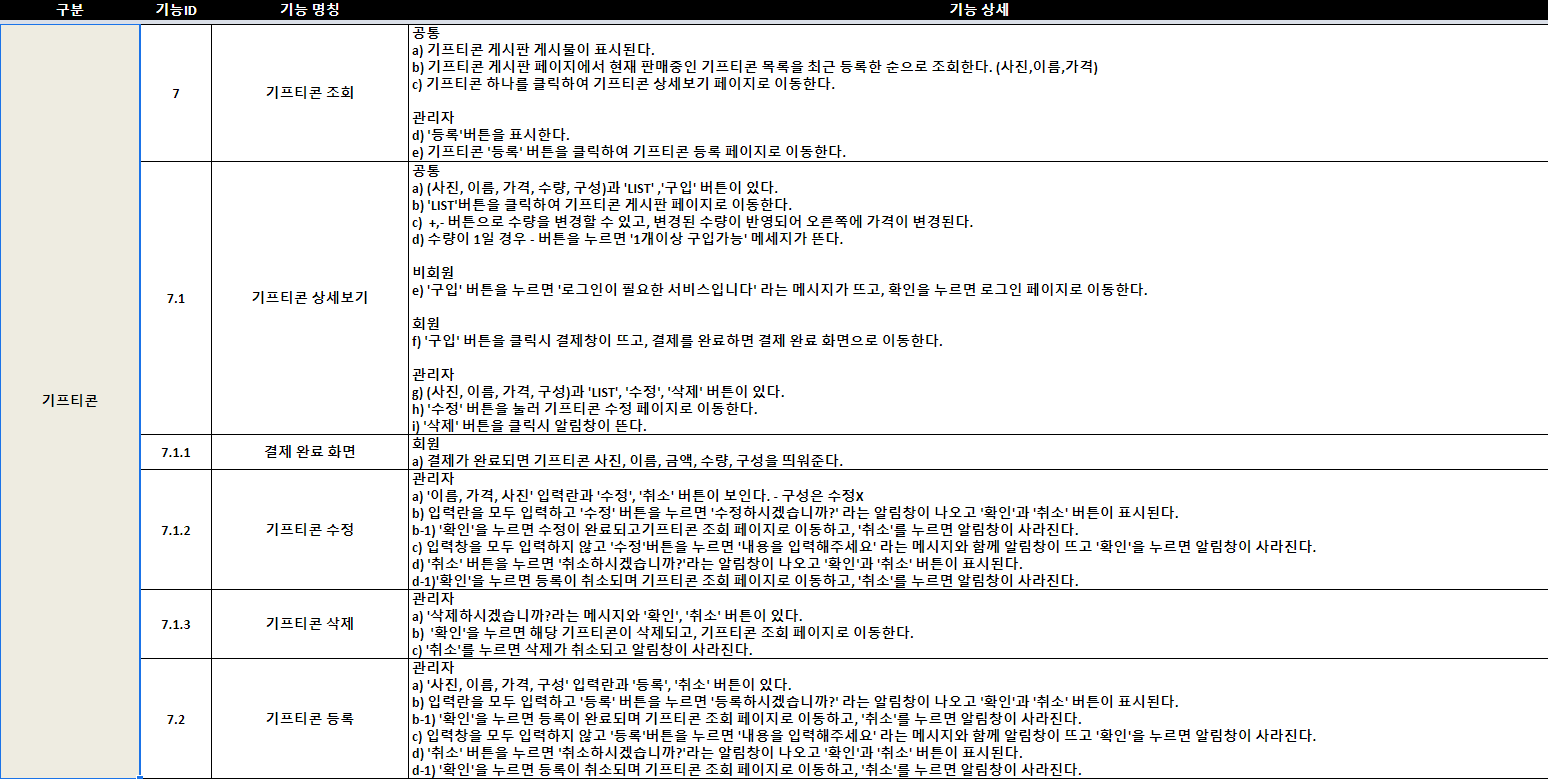 구분 기능ID 기능 명칭 기능 상세
기프티콘
7
기프티콘 조회
공통
a) 기프티콘 게시판 게시물이 표시된다.
b) 기프티콘 게시판 페이지에서 현재 판매중인 기프티콘 목록을 최근 등록한 순으로 조회한다. (사진,이름,가격)
c) 기프티콘 하나를 클릭하여 기프티콘 상세보기 페이지로 이동한다.
관리자
d) '등록'버튼을 표시한다.
e) 기프티콘 '등록' 버튼을 클릭하여 기프티콘 등록 페이지로 이동한다.
7.1
기프티콘 상세보기
공통
a) (사진, 이름, 가격, 수량, 구성)과 'LIST' ,'구입' 버튼이 있다.
b) 'LIST'버튼을 클릭하여 기프티콘 게시판 페이지로 이동한다.
c)  +,- 버튼으로 수량을 변경할 수 있고, 변경된 수량이 반영되어 오른쪽에 가격이 변경된다.
d) 수량이 1일 경우 - 버튼을 누르면 '1개이상 구입가능' 메세지가 뜬다.
비회원
e) '구입' 버튼을 누르면 '로그인이 필요한 서비스입니다' 라는 메시지가 뜨고, 확인을 누르면 로그인 페이지로 이동한다.
회원
f) '구입' 버튼을 클릭시 결제창이 뜨고, 결제를 완료하면 결제 완료 화면으로 이동한다.
관리자
g) (사진, 이름, 가격, 구성)과 'LIST', '수정', '삭제' 버튼이 있다.
h) '수정' 버튼을 눌러 기프티콘 수정 페이지로 이동한다.
i) '삭제' 버튼을 클릭시 알림창이 뜬다.
7.1.1
결제 완료 화면
회원
a) 결제가 완료되면 기프티콘 사진, 이름, 금액, 수량, 구성을 띄워준다.
7.1.2
기프티콘 수정
관리자
a) '이름, 가격, 사진' 입력란과 '수정', '취소' 버튼이 보인다. - 구성은 수정X
b) 입력란을 모두 입력하고 '수정' 버튼을 누르면 '수정하시겠습니까?' 라는 알림창이 나오고 '확인'과 '취소' 버튼이 표시된다.
b-1) '확인'을 누르면 수정이 완료되고기프티콘 조회 페이지로 이동하고, '취소'를 누르면 알림창이 사라진다.
c) 입력창을 모두 입력하지 않고 '수정'버튼을 누르면 '내용을 입력해주세요' 라는 메시지와 함께 알림창이 뜨고 '확인'을 누르면 알림창이 사라진다.
d) '취소' 버튼을 누르면 '취소하시겠습니까?'라는 알림창이 나오고 '확인'과 '취소' 버튼이 표시된다.
d-1)'확인'을 누르면 등록이 취소되며 기프티콘 조회 페이지로 이동하고, '취소'를 누르면 알림창이 사라진다.
7.1.3
기프티콘 삭제
관리자
a) '삭제하시겠습니까?라는 메시지와 '확인', '취소' 버튼이 있다.
b)  '확인'을 누르면 해당 기프티콘이 삭제되고, 기프티콘 조회 페이지로 이동한다.
c) '취소'를 누르면 삭제가 취소되고 알림창이 사라진다.
7.2
기프티콘 등록
관리자
a) '사진, 이름, 가격, 구성' 입력란과 '등록', '취소' 버튼이 있다.
b) 입력란을 모두 입력하고 '등록' 버튼을 누르면 '등록하시겠습니까?' 라는 알림창이 나오고 '확인'과 '취소' 버튼이 표시된다.
b-1) '확인'을 누르면 등록이 완료되며 기프티콘 조회 페이지로 이동하고, '취소'를 누르면 알림창이 사라진다.
c) 입력창을 모두 입력하지 않고 '등록'버튼을 누르면 '내용을 입력해주세요' 라는 메시지와 함께 알림창이 뜨고 '확인'을 누르면 알림창이 사라진다.
d) '취소' 버튼을 누르면 '취소하시겠습니까?'라는 알림창이 나오고 '확인'과 '취소' 버튼이 표시된다.
d-1) '확인'을 누르면 등록이 취소되며 기프티콘 조회 페이지로 이동하고, '취소'를 누르면 알림창이 사라진다.